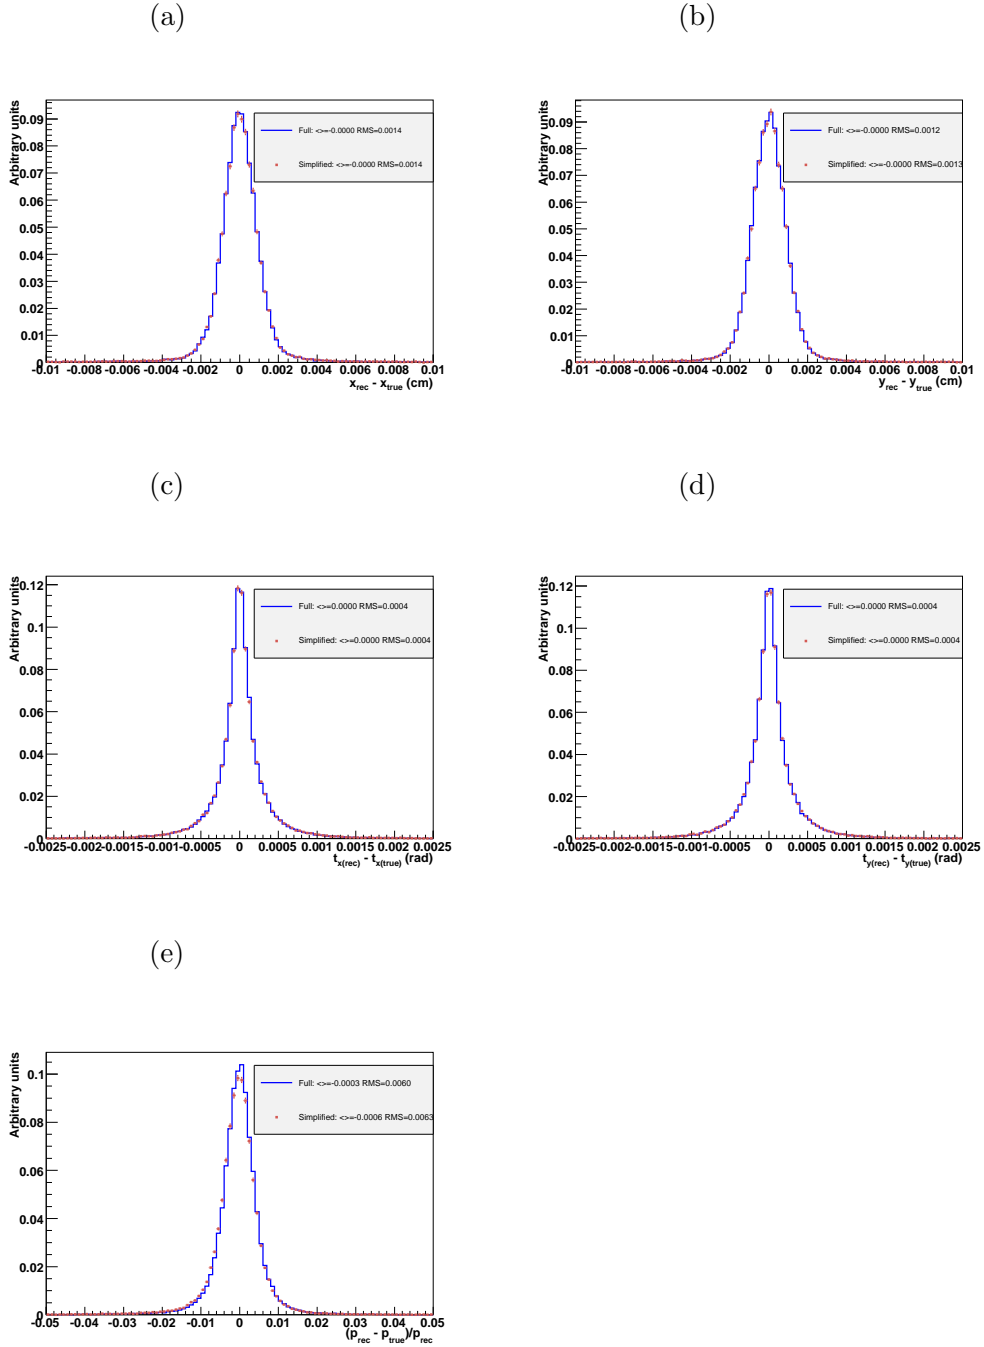 (a)
(b)
Arbitrary units
0.09
0.08
0.07
0.06
0.05
0.04
0.03
0.02
0.01
0
Full: <>=-0.0000 RMS=0.0014
Simplified: <>=-0.0000 RMS=0.0014
-0.01 -0.008 -0.006 -0.004 -0.002 0 0.002 0.004 0.006 0.008 0.01
x_rec - x_true (cm)
Arbitrary units
0.09
0.08
0.07
0.06
0.05
0.04
0.03
0.02
0.01
0
Full: <>=-0.0000 RMS=0.0012
Simplified: <>=-0.0000 RMS=0.0013
-0.01 -0.008 -0.006 -0.004 -0.002 0 0.002 0.004 0.006 0.008 0.01
y_rec - y_true (cm)
(c)
(d)
Arbitrary units
0.12
0.1
0.08
0.06
0.04
0.02
0
Full: <>=0.0000 RMS=0.0004
Simplified: <>=0.0000 RMS=0.0004
-0.0025 -0.002 -0.0015 -0.001 -0.0005 0 0.0005 0.001 0.0015 0.002 0.0025
t_x(rec) - t_x(true) (rad)
Arbitrary units
0.12
0.1
0.08
0.06
0.04
0.02
0
Full: <>=0.0000 RMS=0.0004
Simplified: <>=0.0000 RMS=0.0004
-0.0025 -0.002 -0.0015 -0.001 -0.0005 0 0.0005 0.001 0.0015 0.002 0.0025
t_y(rec) - t_y(true) (rad)
(e)
Arbitrary units
0.1
0.08
0.06
0.04
0.02
0
Full: <>=-0.0003 RMS=0.0060
Simplified: <>=-0.0006 RMS=0.0063
-0.05 -0.04 -0.03 -0.02 -0.01 0 0.01 0.02 0.03 0.04 0.05
(p_rec - p_true)/p_rec